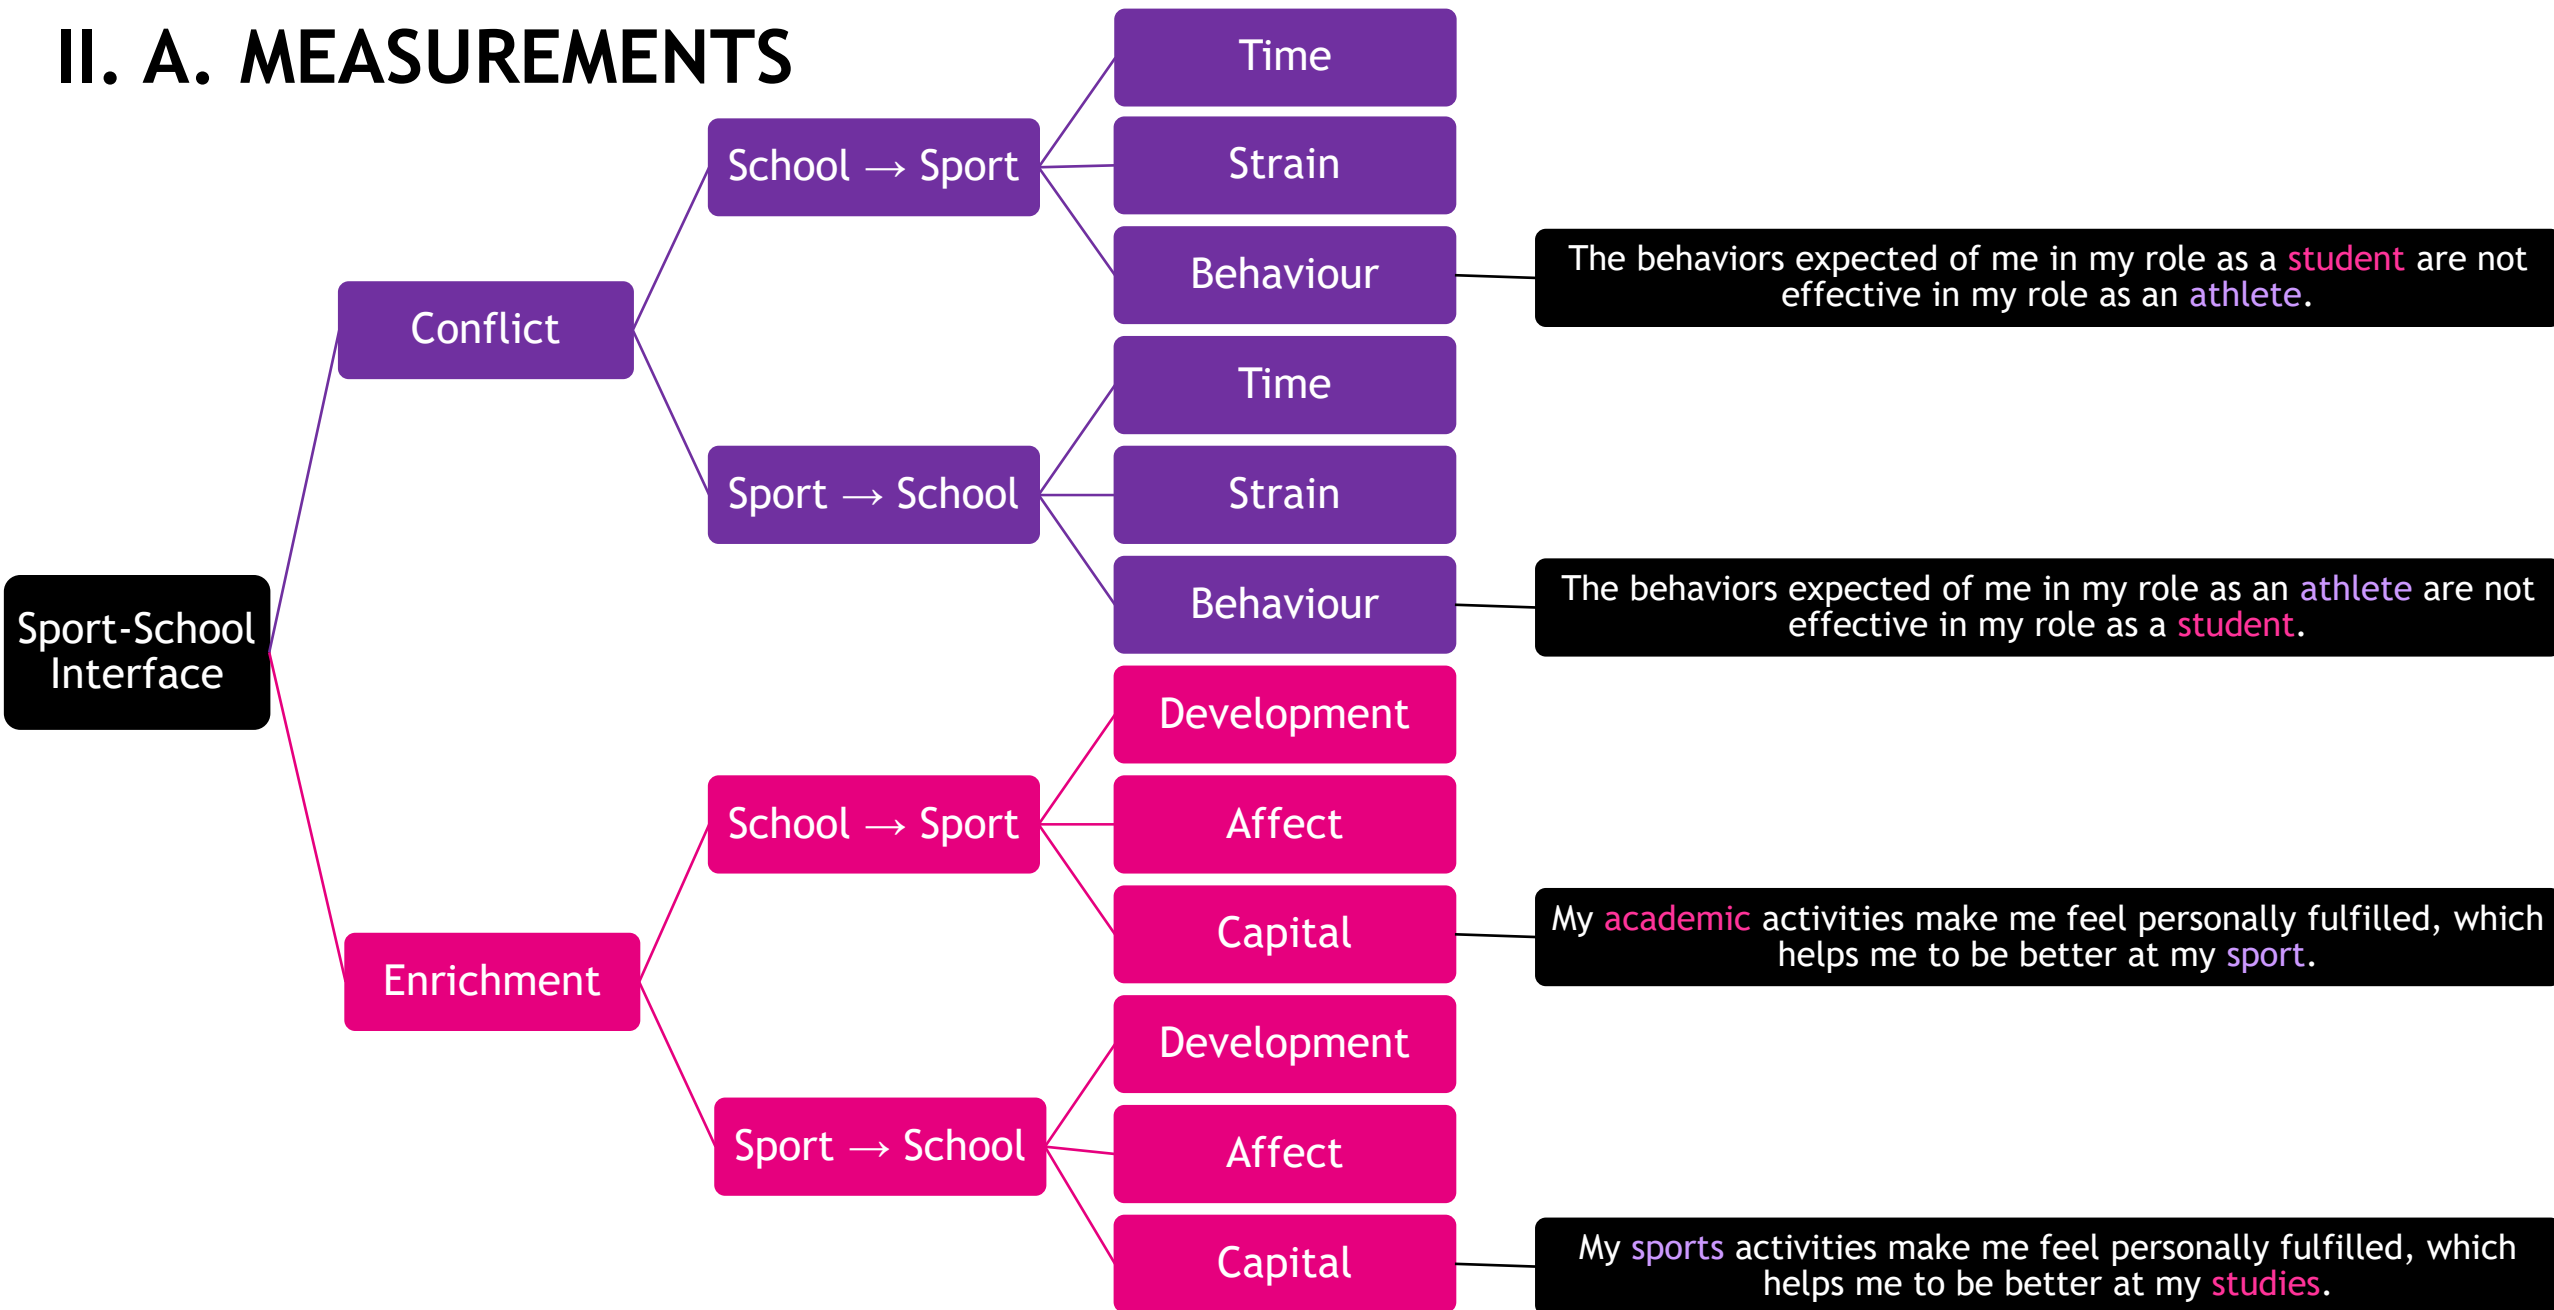 II. A. MEASUREMENTS
Sport-School
Interface
Conflict
School → Sport
Time
Strain
Behaviour
The behaviors expected of me in my role as a student are not
effective in my role as an athlete.
Sport → School
Time
Strain
Behaviour
The behaviors expected of me in my role as an athlete are not
effective in my role as a student.
Enrichment
School → Sport
Development
Affect
Capital
My academic activities make me feel personally fulfilled, which
helps me to be better at my sport.
Sport → School
Development
Affect
Capital
My sports activities make me feel personally fulfilled, which
helps me to be better at my studies.